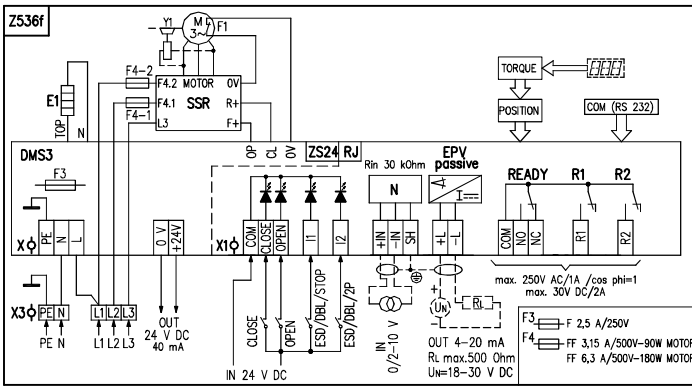 Z536f
Y1
M
3~
F1
F4-2
F4.2 MOTOR 0V
E1
F4.1 SSR R+
F4-1
L3 F+
TOP
N
OP
CL
OV
TORQUE
POSITION
COM (RS 232)
DMS3
ZS24 RJ
Rin 30 kOhm
EPV
passive
F3
N
READY R1 R2
X
PE
N
L
0 V
+24V
X1
COM
CLOSE
OPEN
I1
I2
+IN
-IN
SH
+L
-L
COM
NO
NC
R1
R2
max. 250V AC/1A /cos phi=1
max. 30V DC/2A
X3
PE N
L1 L2 L3
PE N
L1 L2 L3
OUT
24 V DC
40 mA
CLOSE
OPEN
ESD/DBL/STOP
ESD/DBL/2P
IN 24 V DC
IN
0/2-10 V
UN
RL
OUT 4-20 mA
RL max.500 Ohm
UN=18-30 V DC
F3 F 2,5 A/250V
F4 FF 3,15 A/500V-90W MOTOR
FF 6,3 A/500V-180W MOTOR